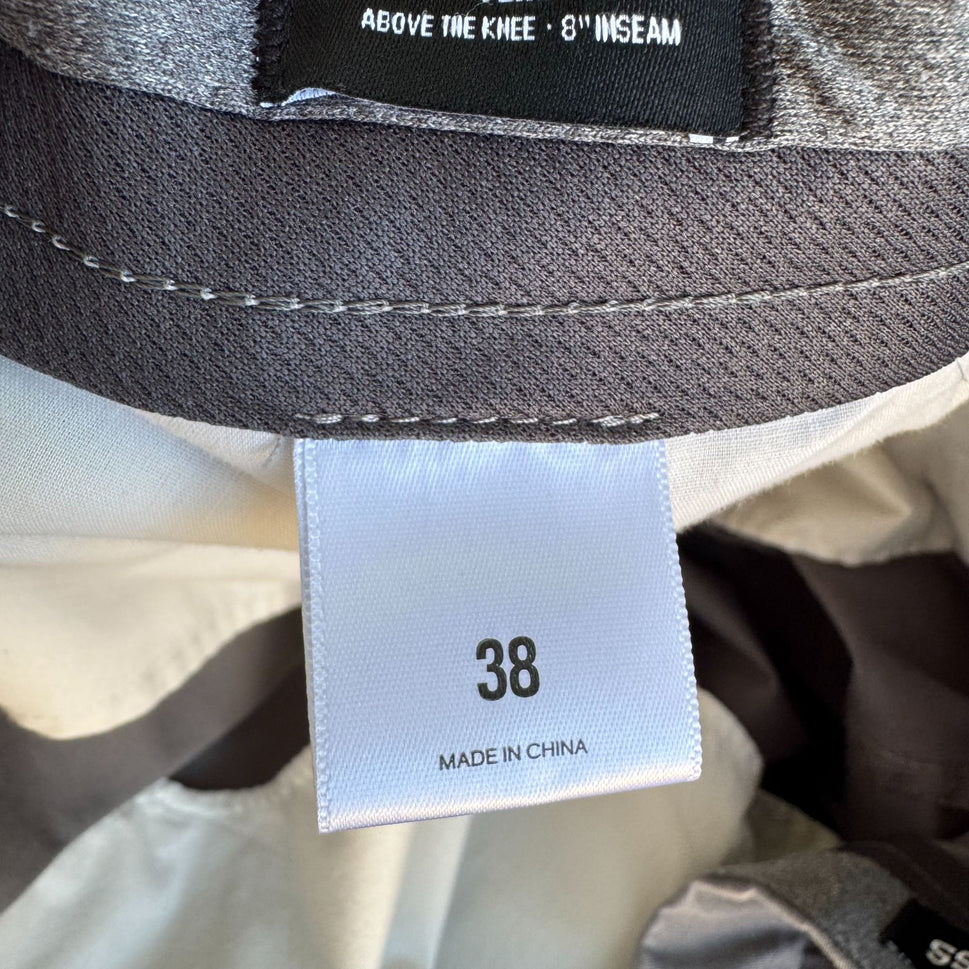 ABOVE THE KNEE · 8" INSEAM
38
MADE IN CHINA